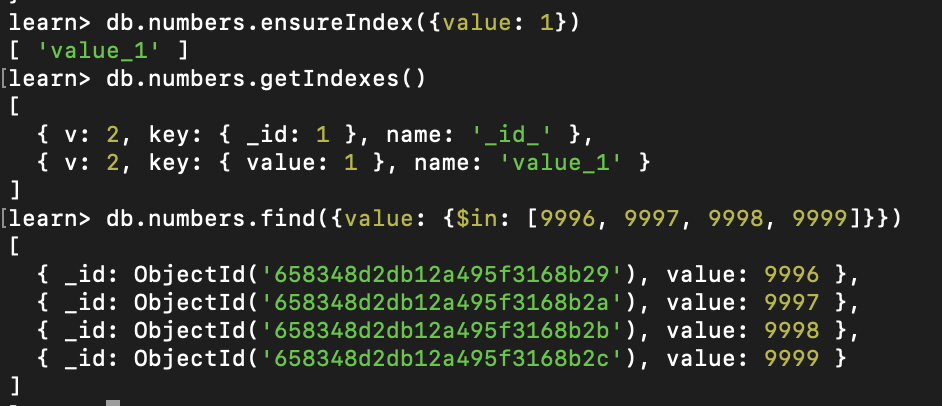 learn> db.numbers.ensureIndex({value: 1})
[ 'value_1' ]
[learn> db.numbers.getIndexes()
[
  { v: 2, key: { _id: 1 }, name: '_id_' },
  { v: 2, key: { value: 1 }, name: 'value_1' }
]
[learn> db.numbers.find({value: {$in: [9996, 9997, 9998, 9999]}})
[
  { _id: ObjectId('658348d2db12a495f3168b29'), value: 9996 },
  { _id: ObjectId('658348d2db12a495f3168b2a'), value: 9997 },
  { _id: ObjectId('658348d2db12a495f3168b2b'), value: 9998 },
  { _id: ObjectId('658348d2db12a495f3168b2c'), value: 9999 }
]